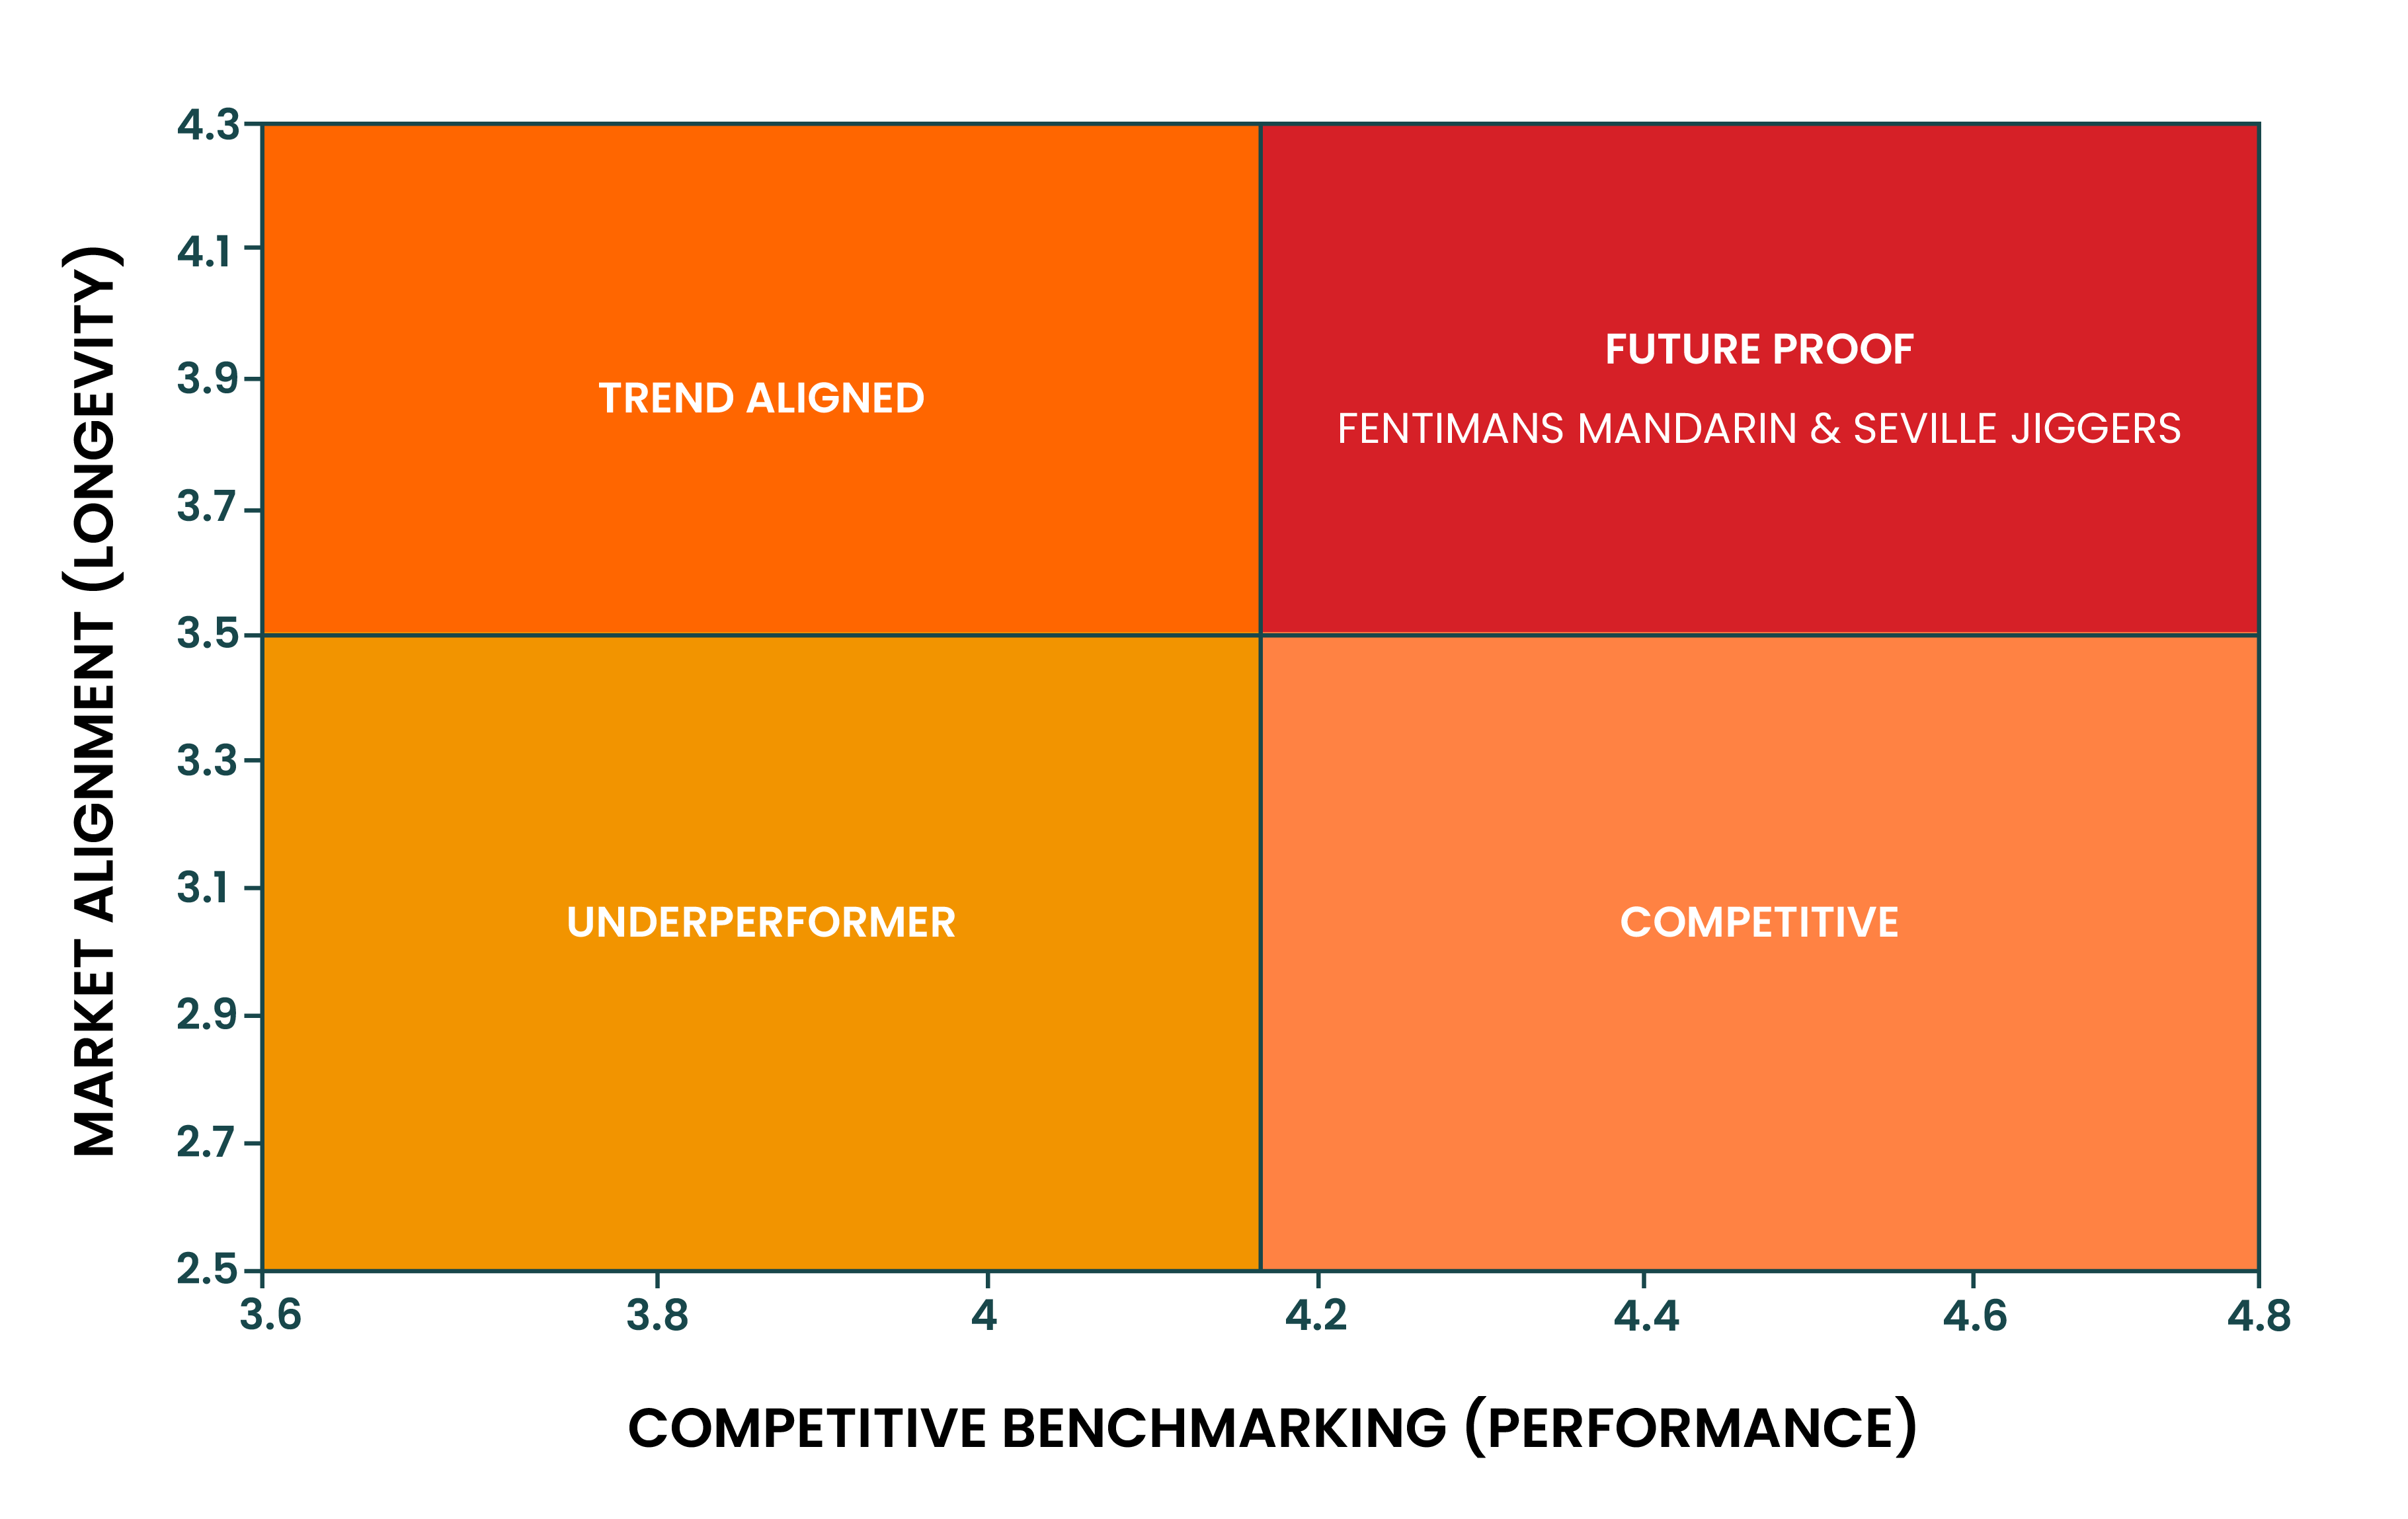 MARKET ALIGNMENT (LONGEVITY)
4.3
4.1
3.9
3.7
3.5
3.3
3.1
2.9
2.7
2.5
TREND ALIGNED
FUTURE PROOF
FENTIMANS MANDARIN & SEVILLE JIGGERS
UNDERPERFORMER
COMPETITIVE
3.6 3.8 4 4.2 4.4 4.6 4.8
COMPETITIVE BENCHMARKING (PERFORMANCE)